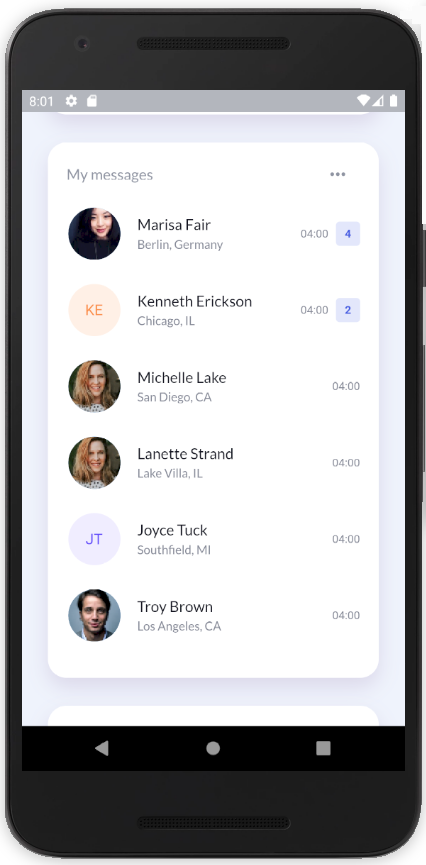 8:01
My messages
Marisa Fair
Berlin, Germany
04:00
4
KE
Kenneth Erickson
Chicago, IL
04:00
2
Michelle Lake
San Diego, CA
04:00
Lanette Strand
Lake Villa, IL
04:00
JT
Joyce Tuck
Southfield, MI
04:00
Troy Brown
Los Angeles, CA
04:00